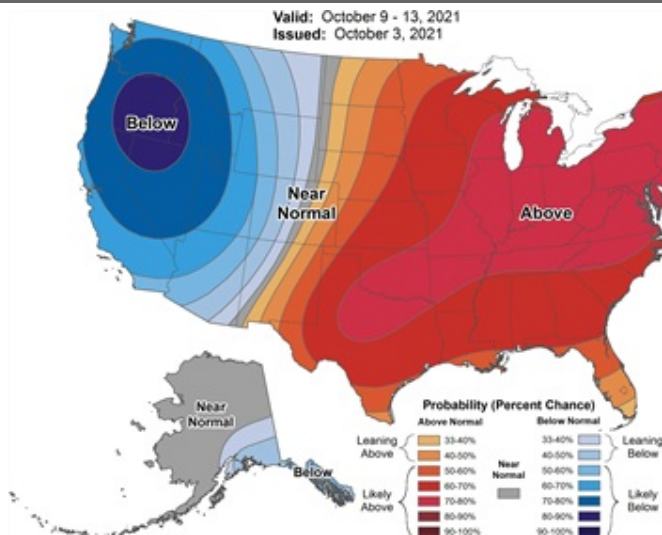 Valid: October 9 - 13, 2021
Issued: October 3, 2021
Below
Near
Normal
Above
Near
Normal
Below
Probability (Percent Chance)
Above Normal
Below Normal
Leaning
Above
33-40%
40-50%
Likely
Above
50-60%
60-70%
70-80%
80-90%
90-100%
Near
Normal
33-40%
40-50%
Leaning
Below
50-60%
60-70%
70-80%
80-90%
90-100%
Likely
Below